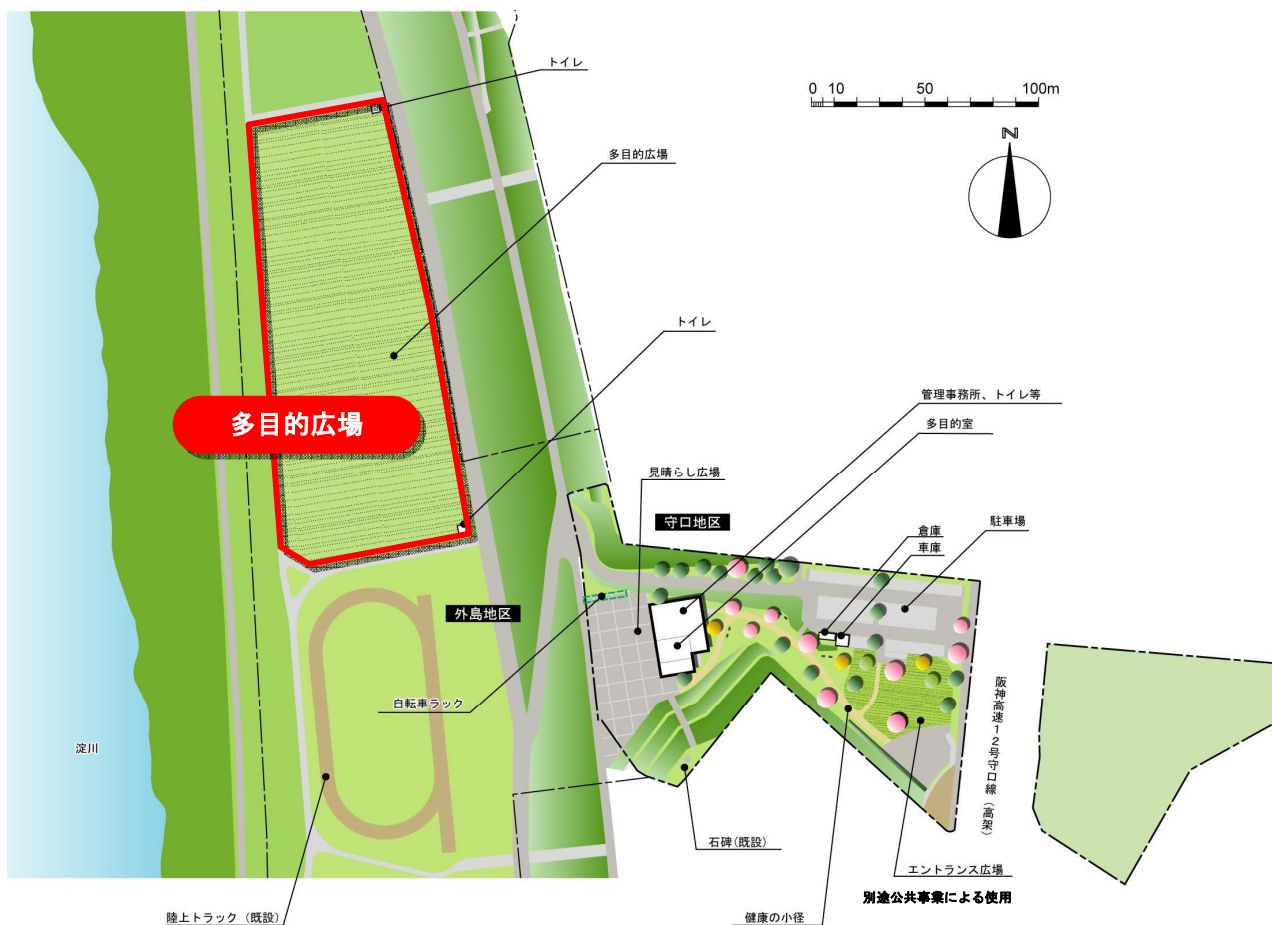 トイレ
0 10 50 100m
N
多目的広場
トイレ
管理事務所、トイレ等
多目的広場
多目的室
見晴らし広場
守口地区
駐車場
倉庫
車庫
外島地区
自転車ラック
阪神高速12号守口線（高架）
淀川
石碑(既設)
エントランス広場
別途公共事業による使用
陸上トラック（既設）
健康の小径